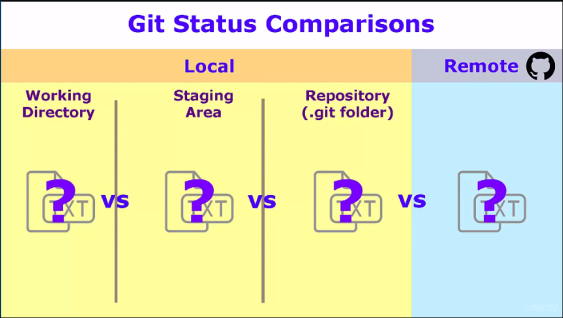 Git Status Comparisons
Local
Remote
Working
Directory
Staging
Area
Repository
(.git folder)
? TXT vs ? TXT vs ? TXT vs ? TXT